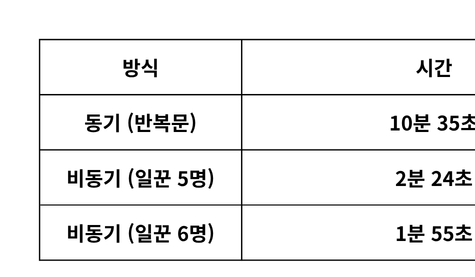 방식 시간
동기 (반복문) 10분 35초
비동기 (일꾼 5명) 2분 24초
비동기 (일꾼 6명) 1분 55초